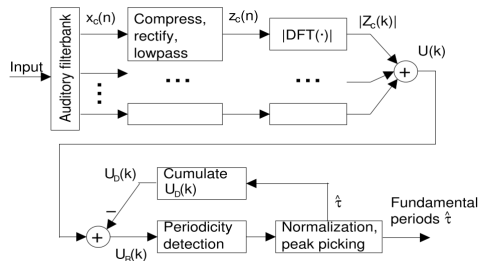 x_c(n)
Compress,
rectify,
lowpass
z_c(n)
|DFT(·)|
|Z_c(k)|
U(k)
Input
Auditory filterbank
+
...
...
...
U_D(k)
Cumulate
U_D(k)
−
τ̂
Fundamental
periods τ̂
+
U_R(k)
Periodicity
detection
Normalization,
peak picking